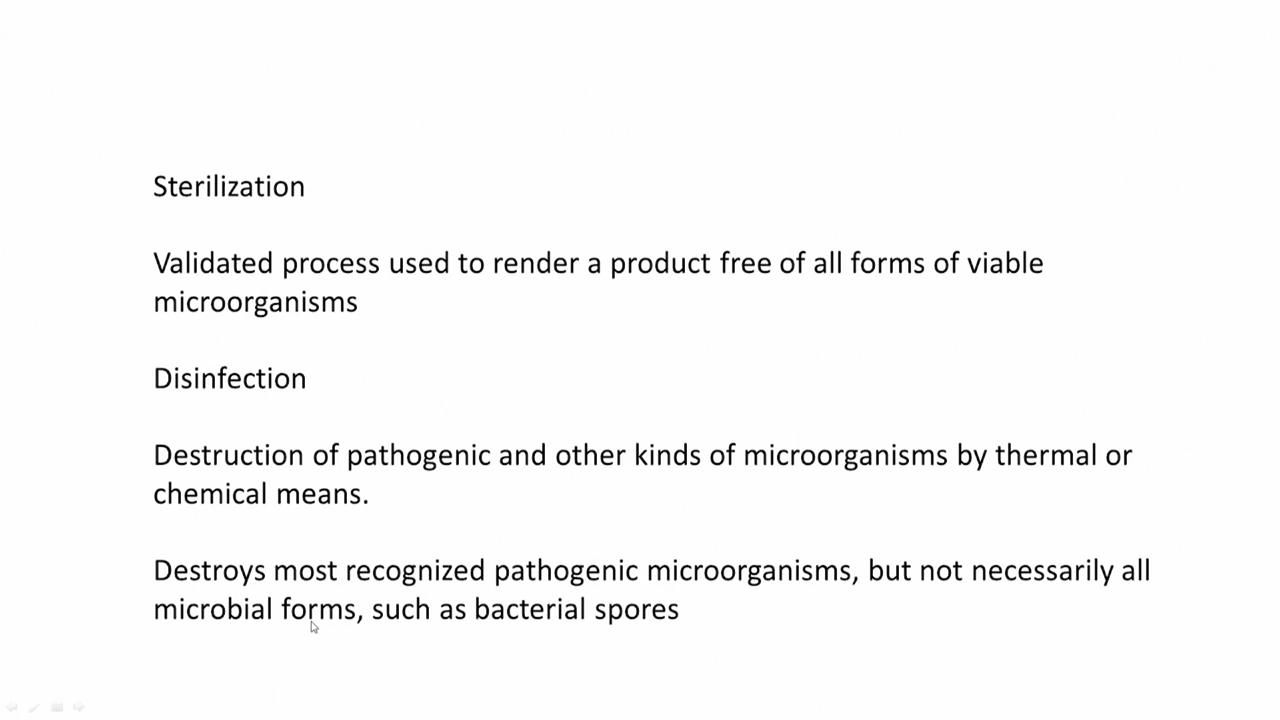 Sterilization
Validated process used to render a product free of all forms of viable
microorganisms
Disinfection
Destruction of pathogenic and other kinds of microorganisms by thermal or
chemical means.
Destroys most recognized pathogenic microorganisms, but not necessarily all
microbial forms, such as bacterial spores